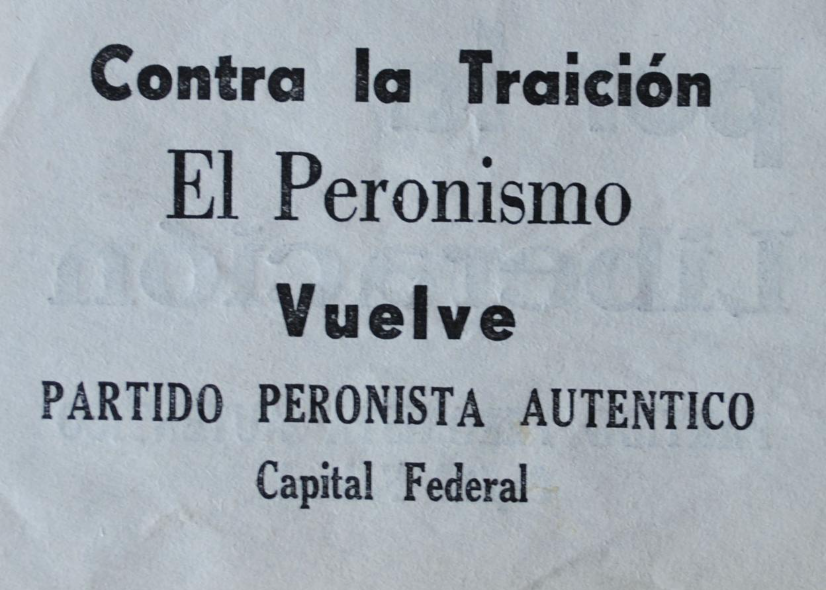 Contra la Traición
El Peronismo
Vuelve
PARTIDO PERONISTA AUTENTICO
Capital Federal